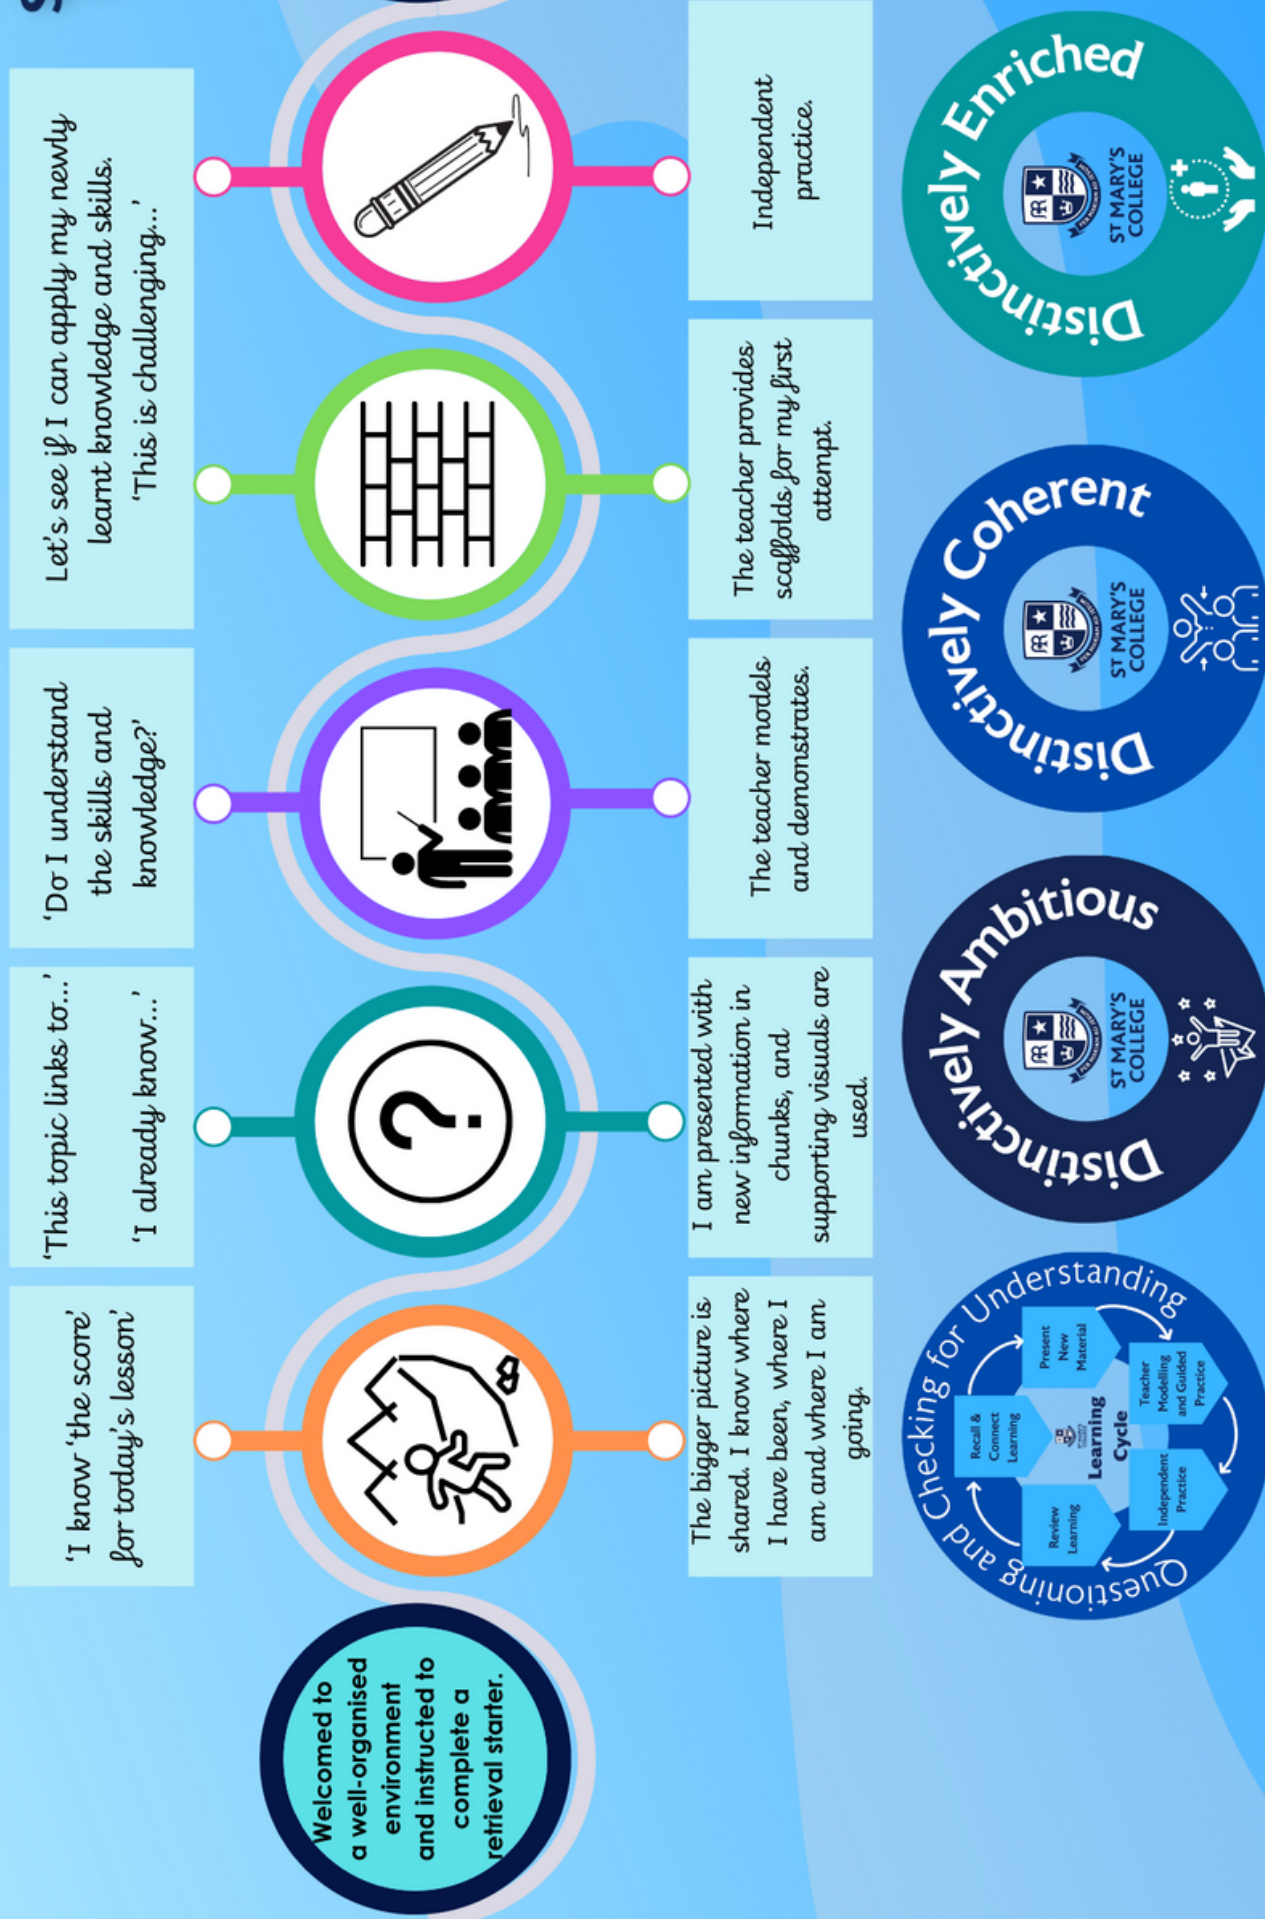 Welcomed to
a well-organised
environment
and instructed to
complete a
retrieval starter.
'I know 'the score'
for today's lesson'
The bigger picture is
shared. I know where
I have been, where I
am and where I am
going.
'This topic links to...'
'I already know...'
I am presented with
new information in
chunks, and
supporting visuals are
used.
'Do I understand
the skills and
knowledge?'
The teacher models
and demonstrates.
Let's see if I can apply my newly
learnt knowledge and skills.
'This is challenging...'
The teacher provides
scaffolds for my first
attempt.
Independent
practice.
Questioning and Checking for Understanding
Recall &
Connect
Learning
Present
New
Material
Teacher
Modelling
and Guided
Practice
Independent
Practice
Review
Learning
Learning
Cycle
Distinctively Ambitious
ST MARY'S
COLLEGE
Distinctively Coherent
ST MARY'S
COLLEGE
Distinctively Enriched
ST MARY'S
COLLEGE